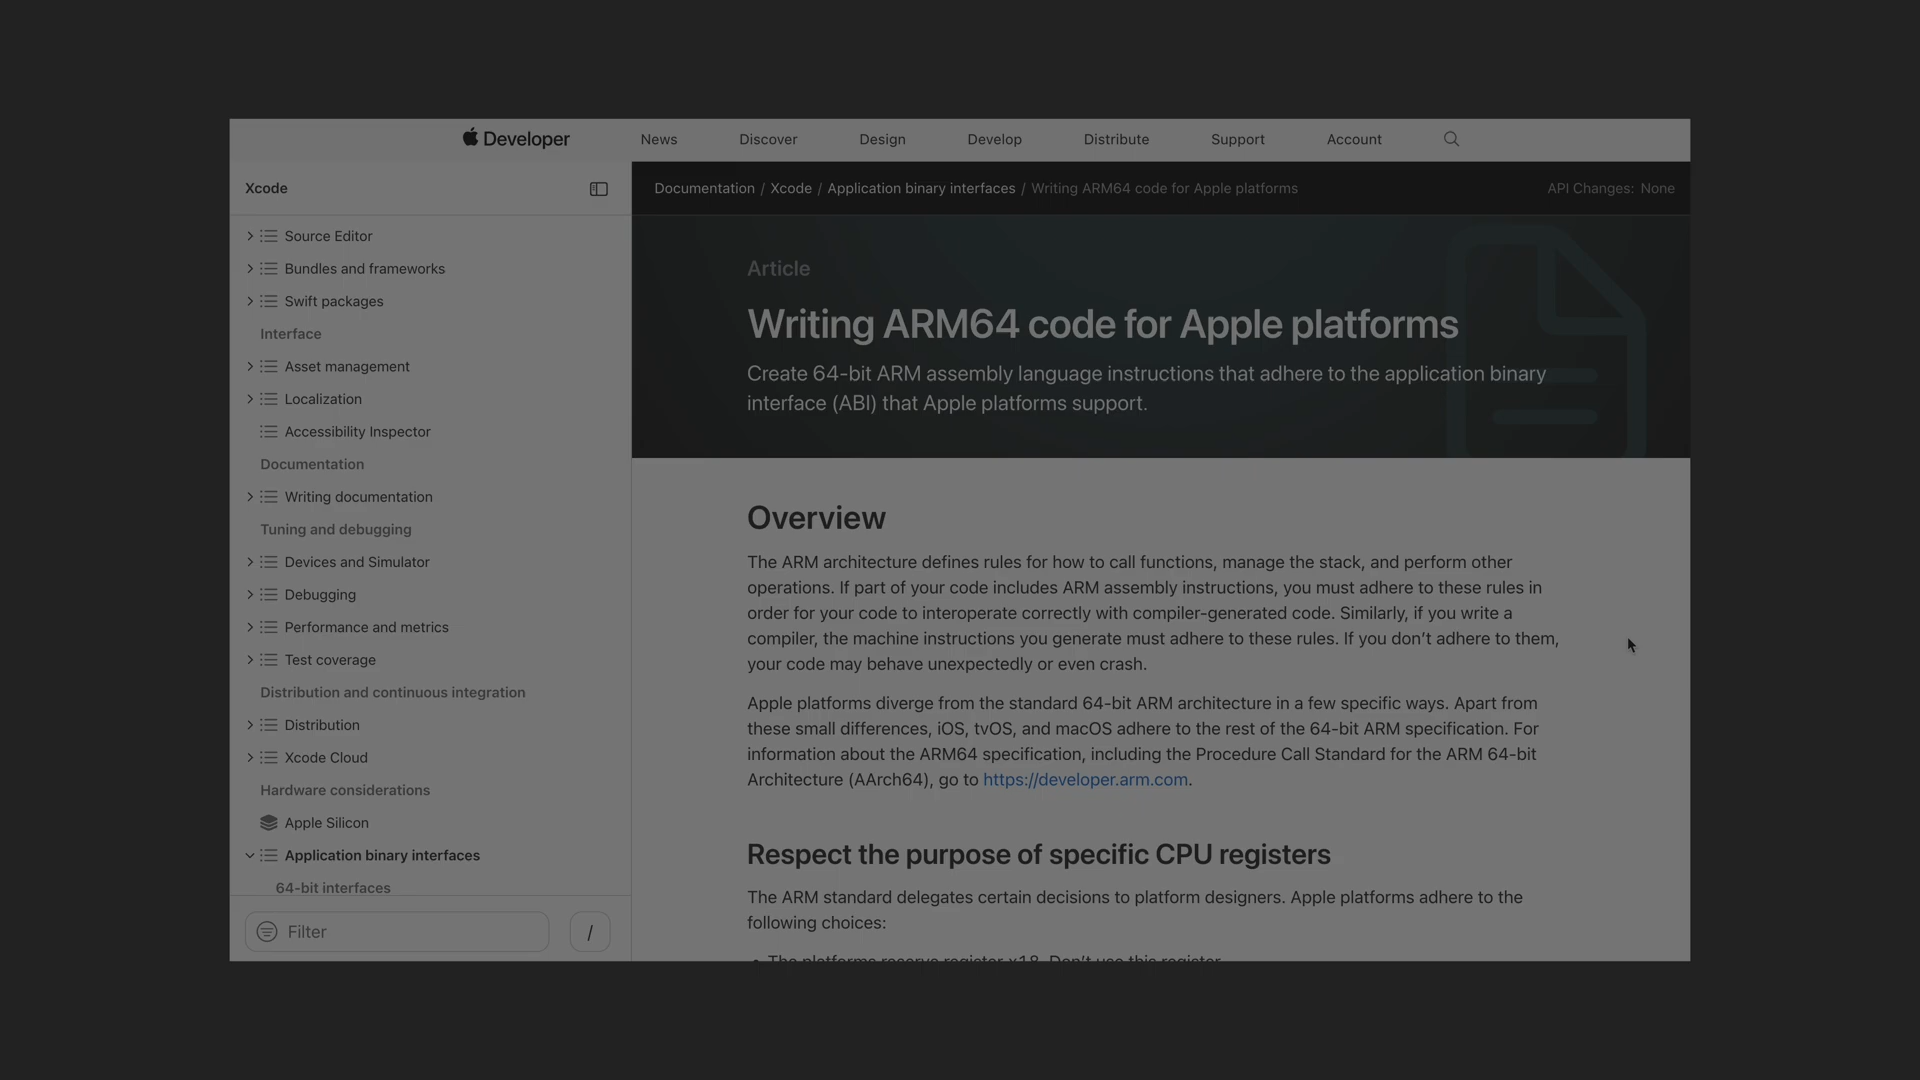 Developer
News
Discover
Design
Develop
Distribute
Support
Account
Xcode
Source Editor
Bundles and frameworks
Swift packages
Interface
Asset management
Localization
Accessibility Inspector
Documentation
Writing documentation
Tuning and debugging
Devices and Simulator
Debugging
Performance and metrics
Test coverage
Distribution and continuous integration
Distribution
Xcode Cloud
Hardware considerations
Apple Silicon
Application binary interfaces
64-bit interfaces
Filter
/
Documentation / Xcode / Application binary interfaces / Writing ARM64 code for Apple platforms
API Changes: None
Article
Writing ARM64 code for Apple platforms
Create 64-bit ARM assembly language instructions that adhere to the application binary
interface (ABI) that Apple platforms support.
Overview
The ARM architecture defines rules for how to call functions, manage the stack, and perform other
operations. If part of your code includes ARM assembly instructions, you must adhere to these rules in
order for your code to interoperate correctly with compiler-generated code. Similarly, if you write a
compiler, the machine instructions you generate must adhere to these rules. If you don’t adhere to them,
your code may behave unexpectedly or even crash.
Apple platforms diverge from the standard 64-bit ARM architecture in a few specific ways. Apart from
these small differences, iOS, tvOS, and macOS adhere to the rest of the 64-bit ARM specification. For
information about the ARM64 specification, including the Procedure Call Standard for the ARM 64-bit
Architecture (AArch64), go to https://developer.arm.com.
Respect the purpose of specific CPU registers
The ARM standard delegates certain decisions to platform designers. Apple platforms adhere to the
following choices:
• The platforms reserve register x18. Don’t use this register.